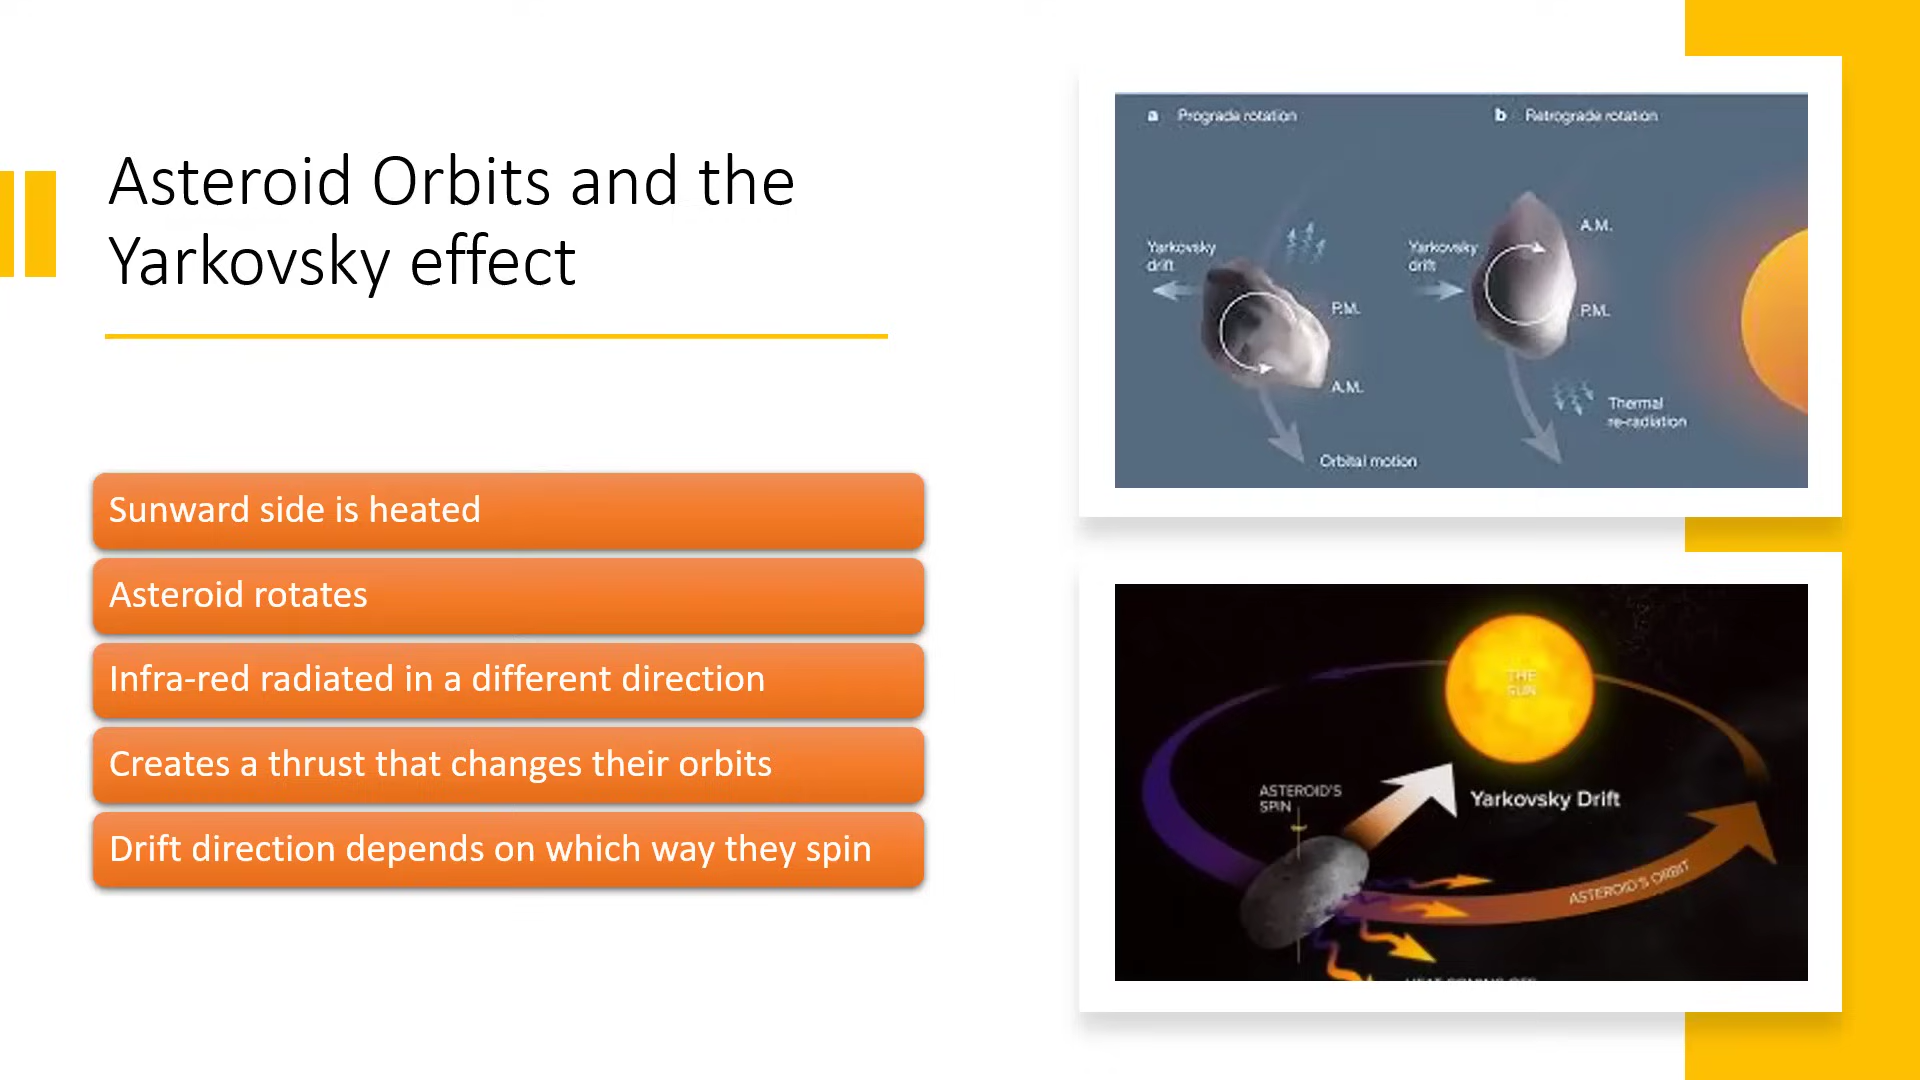 Asteroid Orbits and the
Yarkovsky effect
Sunward side is heated
Asteroid rotates
Infra-red radiated in a different direction
Creates a thrust that changes their orbits
Drift direction depends on which way they spin
a Prograde rotation
b Retrograde rotation
Yarkovsky
drift
P.M.
A.M.
Orbital motion
Yarkovsky
drift
A.M.
P.M.
Thermal
re-radiation
THE
SUN
ASTEROID'S
SPIN
Yarkovsky Drift
ASTEROID'S ORBIT